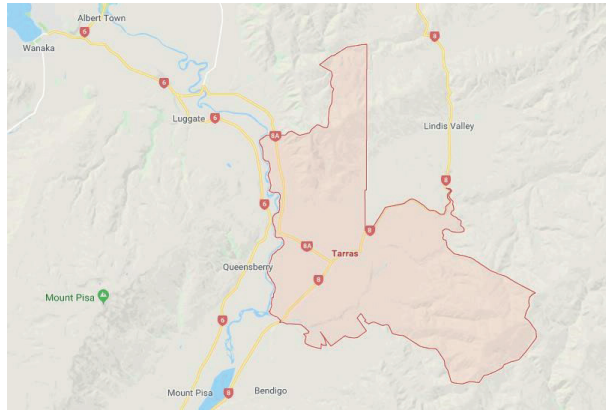 Albert Town
6
8
Wanaka
6
Luggate
6
8A
Lindis Valley
8
6
8
8A
Tarras
Queensberry
8
Mount Pisa
6
Mount Pisa
8
Bendigo